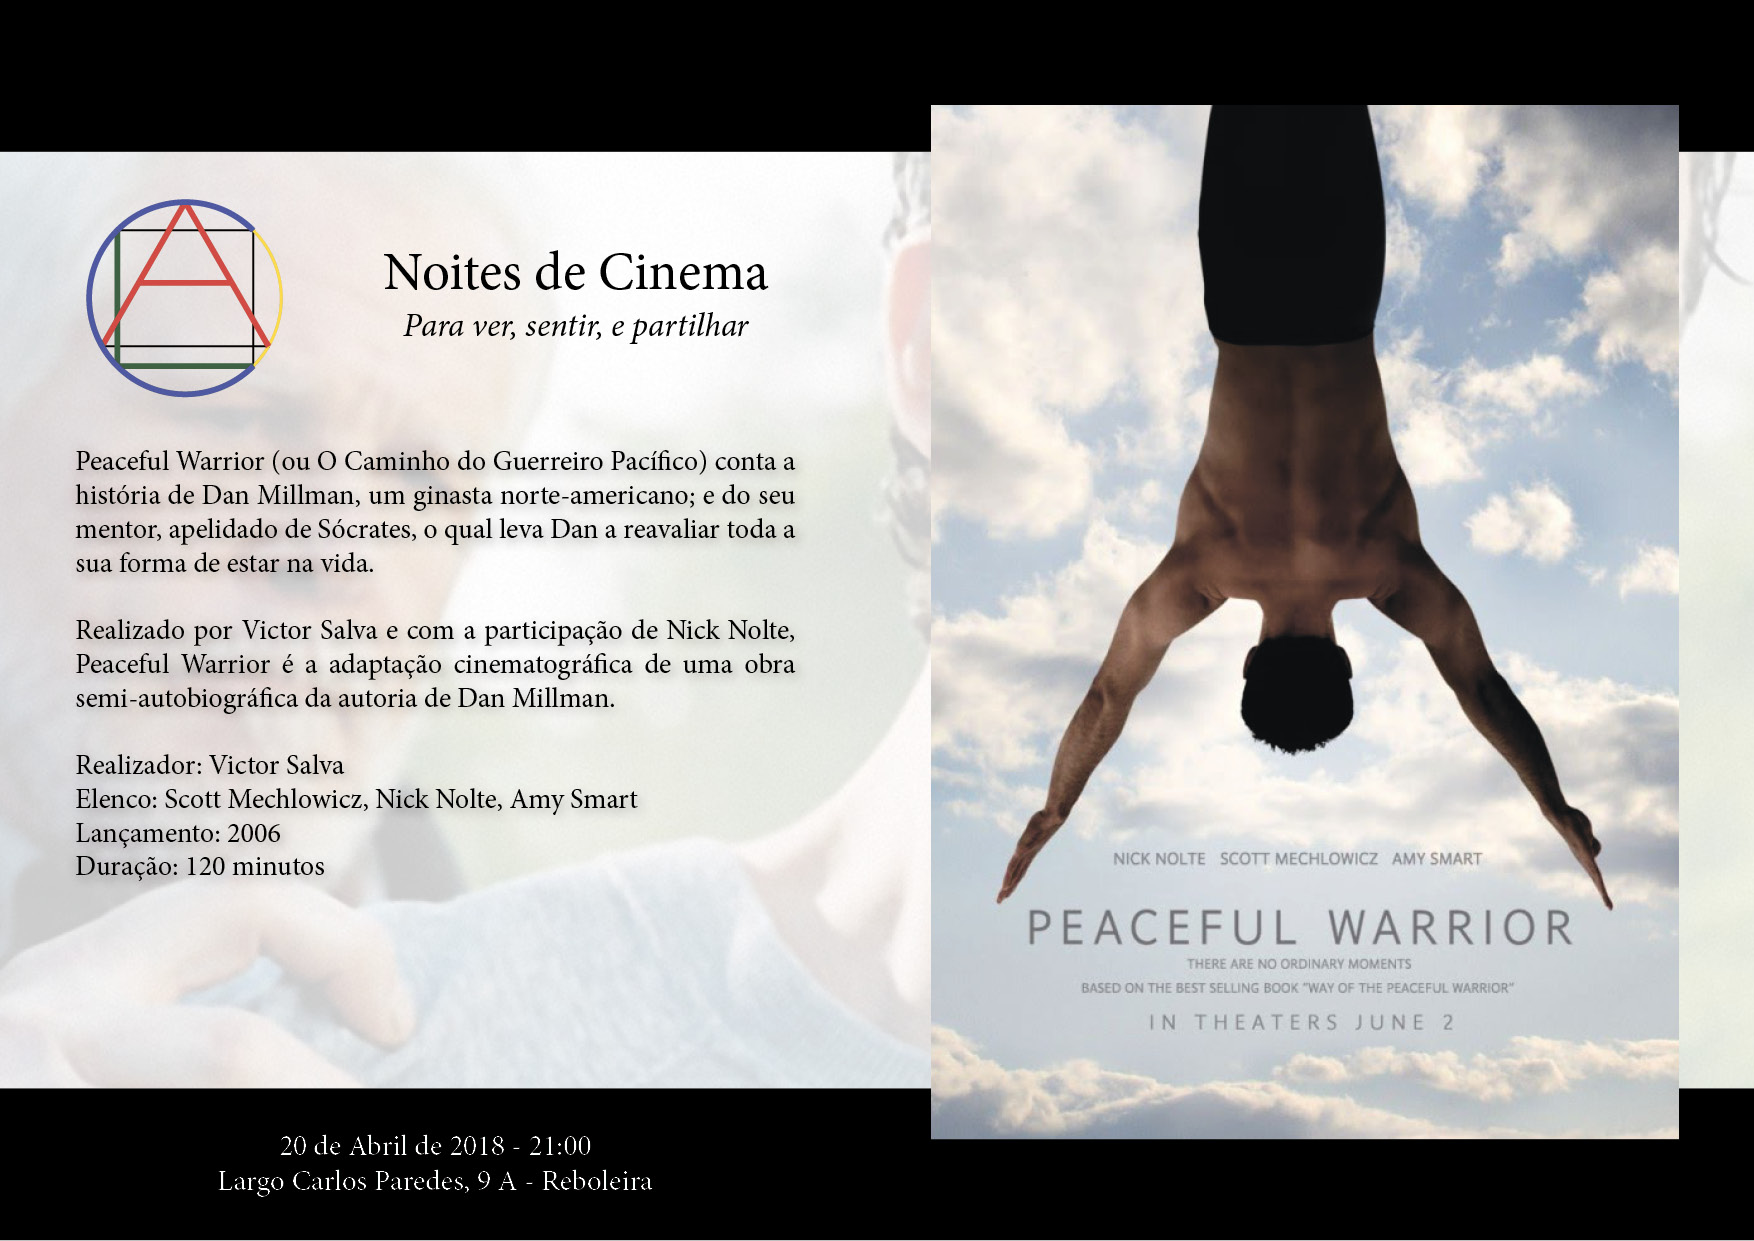 Noites de Cinema
Para ver, sentir, e partilhar
Peaceful Warrior (ou O Caminho do Guerreiro Pacífico) conta a
história de Dan Millman, um ginasta norte-americano; e do seu
mentor, apelidado de Sócrates, o qual leva Dan a reavaliar toda a
sua forma de estar na vida.
Realizado por Victor Salva e com a participação de Nick Nolte,
Peaceful Warrior é a adaptação cinematográfica de uma obra
semi-autobiográfica da autoria de Dan Millman.
Realizador: Victor Salva
Elenco: Scott Mechlowicz, Nick Nolte, Amy Smart
Lançamento: 2006
Duração: 120 minutos
20 de Abril de 2018 - 21:00
Largo Carlos Paredes, 9 A - Reboleira
NICK NOLTE SCOTT MECHLOWICZ AMY SMART
PEACEFUL WARRIOR
THERE ARE NO ORDINARY MOMENTS
BASED ON THE BEST SELLING BOOK "WAY OF THE PEACEFUL WARRIOR"
IN THEATERS JUNE 2